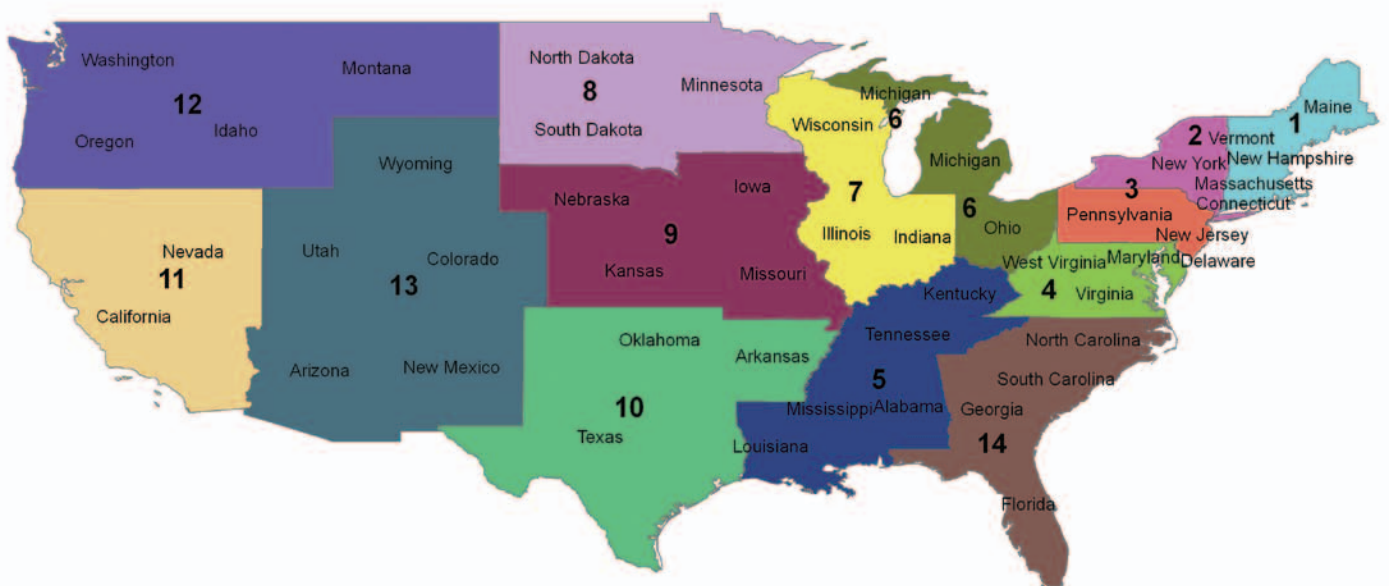 Washington
Montana
12
Oregon
Idaho
North Dakota
8
Minnesota
South Dakota
Michigan
6
Wisconsin
Michigan
Maine
1
2
Vermont
New York
New Hampshire
Massachusetts
Connecticut
3
Pennsylvania
New Jersey
Wyoming
Nebraska
Iowa
7
6
Ohio
Illinois
Indiana
9
Kansas
Missouri
Nevada
11
California
Utah
Colorado
13
West Virginia
Maryland
Delaware
4
Virginia
Kentucky
Tennessee
North Carolina
Oklahoma
Arkansas
Arizona
New Mexico
5
South Carolina
10
Mississippi
Alabama
Georgia
Texas
Louisiana
14
Florida